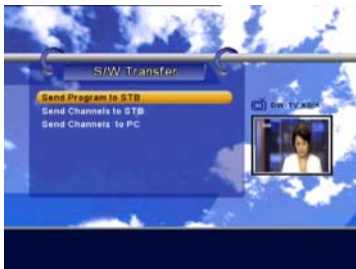 S/W Transfer
Send Program to STB
Send Channels to STB
Send Channels to PC
DW-TV ASIA